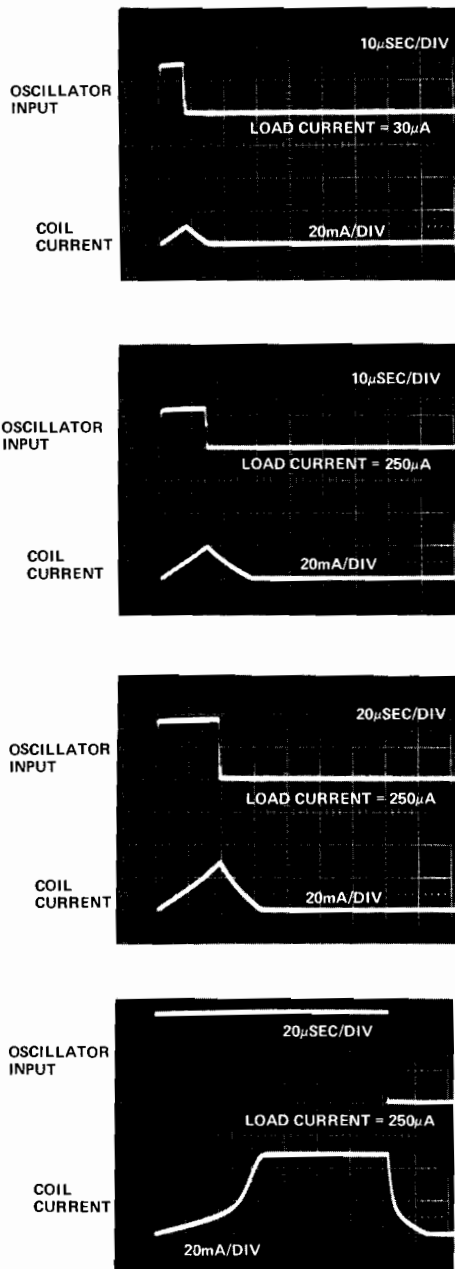 10µSEC/DIV
OSCILLATOR
INPUT
LOAD CURRENT = 30µA
COIL
CURRENT
20mA/DIV
10µSEC/DIV
OSCILLATOR
INPUT
LOAD CURRENT = 250µA
COIL
CURRENT
20mA/DIV
20µSEC/DIV
OSCILLATOR
INPUT
LOAD CURRENT = 250µA
COIL
CURRENT
20mA/DIV
20µSEC/DIV
OSCILLATOR
INPUT
LOAD CURRENT = 250µA
COIL
CURRENT
20mA/DIV